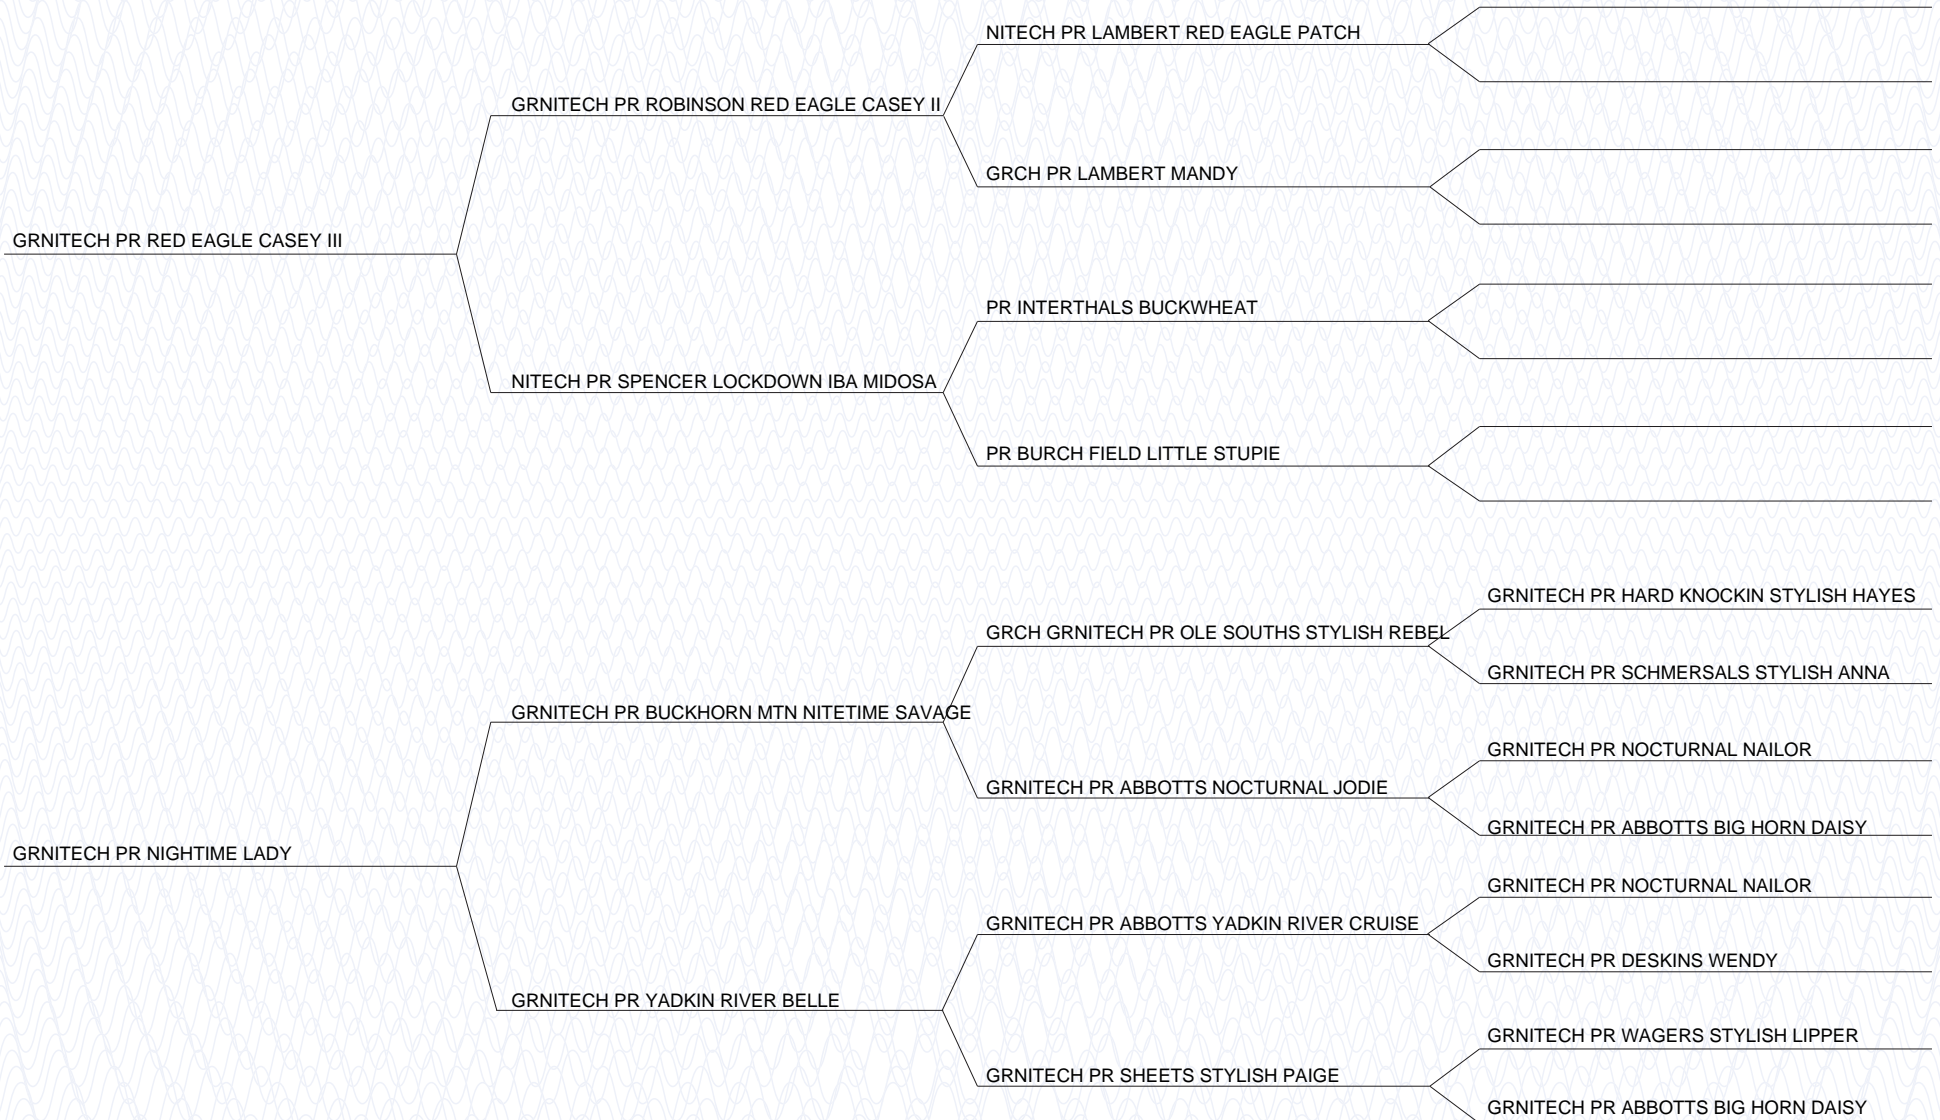 NITECH PR LAMBERT RED EAGLE PATCH
GRNITECH PR ROBINSON RED EAGLE CASEY II
GRCH PR LAMBERT MANDY
GRNITECH PR RED EAGLE CASEY III
PR INTERTHALS BUCKWHEAT
NITECH PR SPENCER LOCKDOWN IBA MIDOSA
PR BURCH FIELD LITTLE STUPIE
GRNITECH PR HARD KNOCKIN STYLISH HAYES
GRCH GRNITECH PR OLE SOUTHS STYLISH REBEL
GRNITECH PR SCHMERSALS STYLISH ANNA
GRNITECH PR BUCKHORN MTN NITETIME SAVAGE
GRNITECH PR NOCTURNAL NAILOR
GRNITECH PR ABBOTTS NOCTURNAL JODIE
GRNITECH PR ABBOTTS BIG HORN DAISY
GRNITECH PR NIGHTIME LADY
GRNITECH PR NOCTURNAL NAILOR
GRNITECH PR ABBOTTS YADKIN RIVER CRUISE
GRNITECH PR DESKINS WENDY
GRNITECH PR YADKIN RIVER BELLE
GRNITECH PR WAGERS STYLISH LIPPER
GRNITECH PR SHEETS STYLISH PAIGE
GRNITECH PR ABBOTTS BIG HORN DAISY